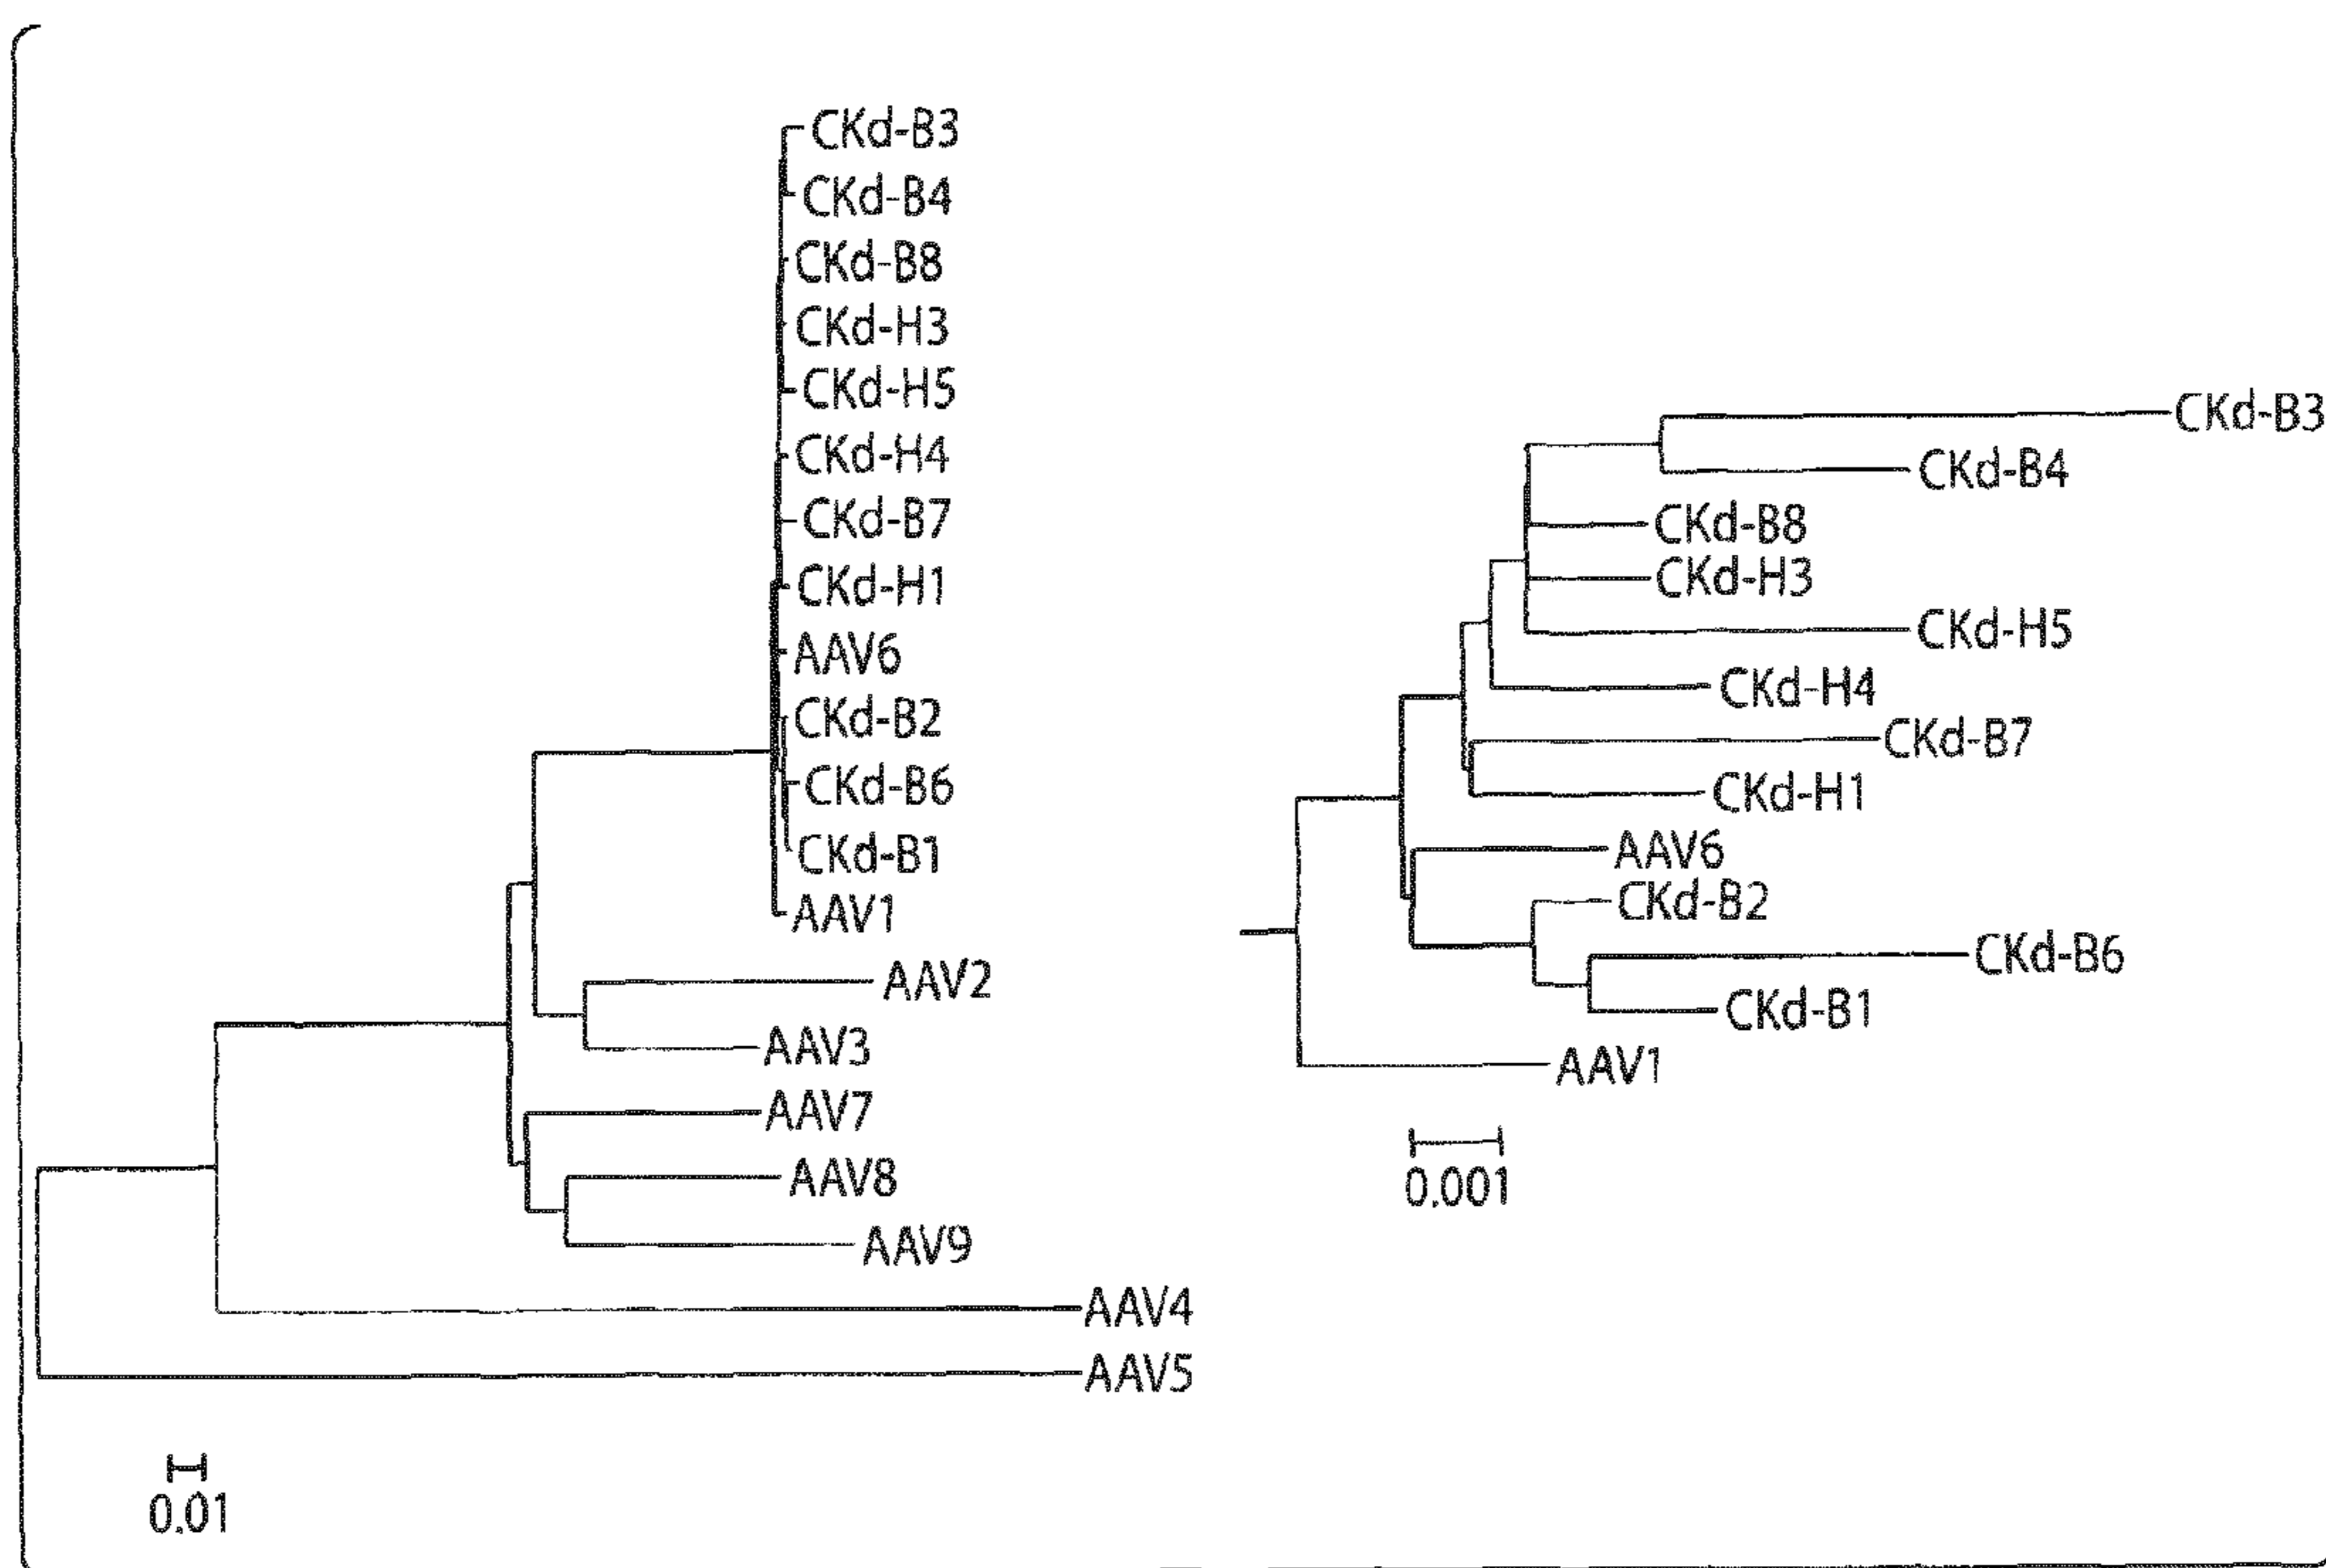 CKd-B3
CKd-B4
CKd-B8
CKd-H3
CKd-H5
CKd-H4
CKd-B7
CKd-H1
AAV6
CKd-B2
CKd-B6
CKd-B1
AAV1
AAV2
AAV3
AAV7
AAV8
AAV9
AAV4
AAV5
0.01
CKd-B3
CKd-B4
CKd-B8
CKd-H3
CKd-H5
CKd-H4
CKd-B7
CKd-H1
AAV6
CKd-B2
CKd-B6
CKd-B1
AAV1
0.001